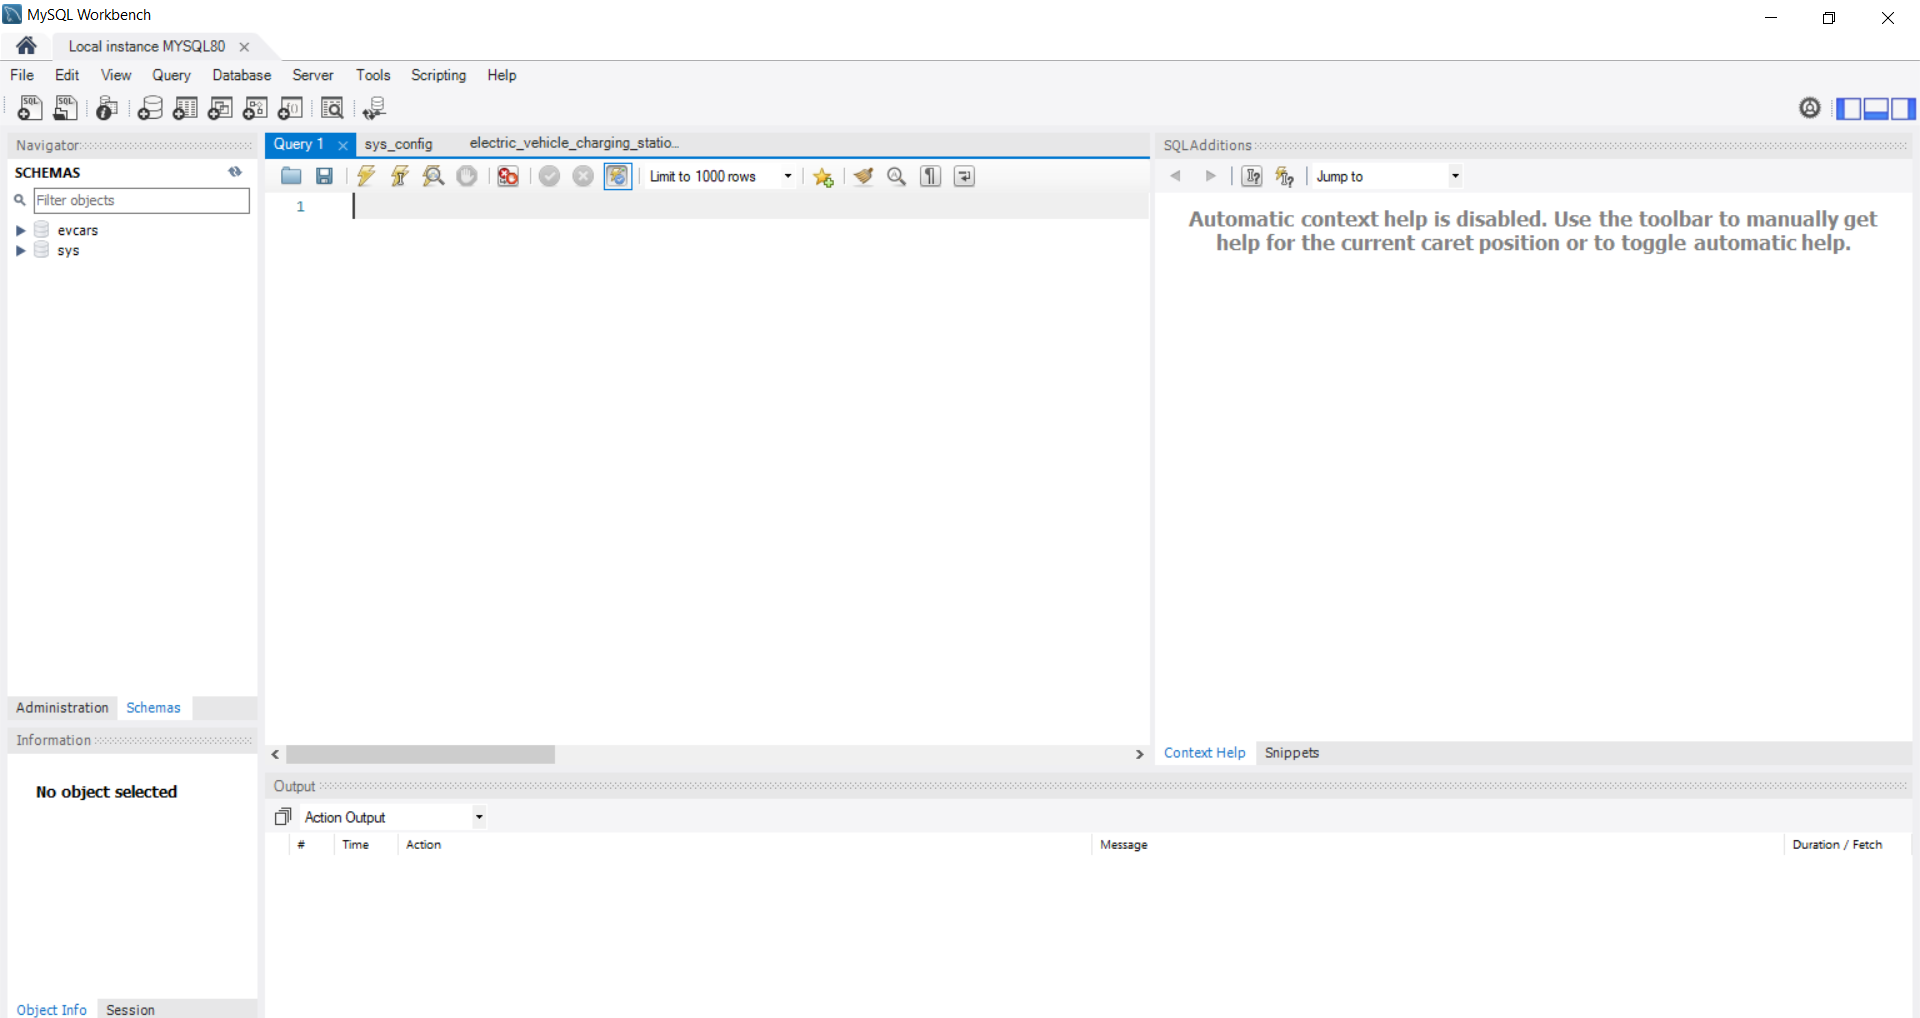 MySQL Workbench
Local instance MYSQL80
File Edit View Query Database Server Tools Scripting Help
Navigator
SCHEMAS
Filter objects
evcars
sys
Administration Schemas
Information
No object selected
Object Info Session
Query 1 sys_config electric_vehicle_charging_statio...
Limit to 1000 rows
1
SQLAdditions
Jump to
Automatic context help is disabled. Use the toolbar to manually get
help for the current caret position or to toggle automatic help.
Context Help Snippets
Output
Action Output
# Time Action Message Duration / Fetch